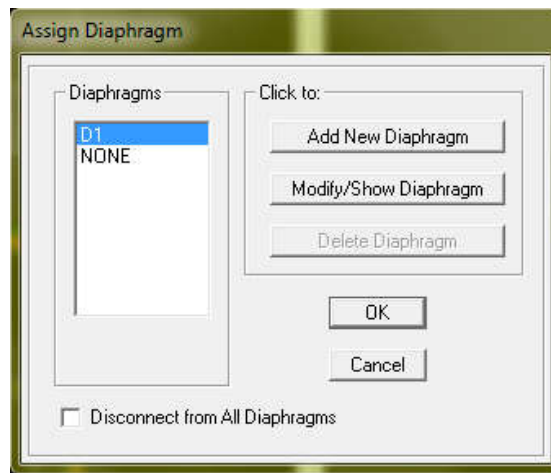 Assign Diaphragm
Diaphragms
D1
NONE
Click to:
Add New Diaphragm
Modify/Show Diaphragm
Delete Diaphragm
OK
Cancel
Disconnect from All Diaphragms